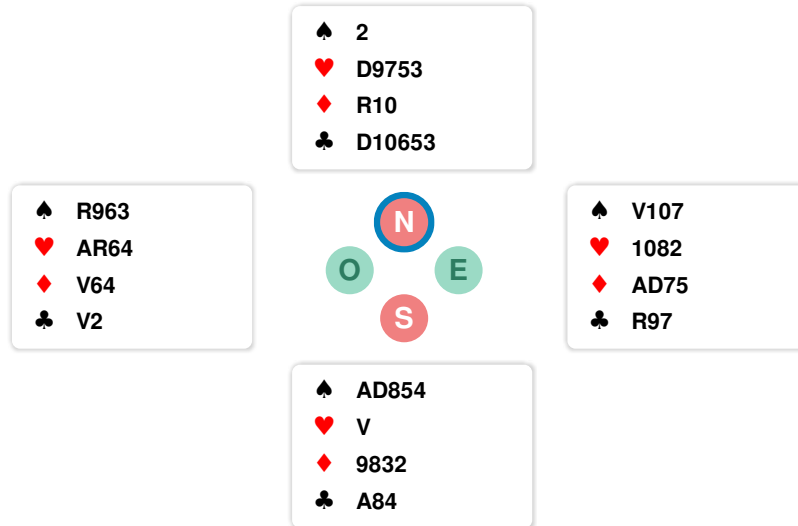 ♠ 2
♥ D9753
♦ R10
♣ D10653
♠ R963
♥ AR64
♦ V64
♣ V2
N
O E
S
♠ V107
♥ 1082
♦ AD75
♣ R97
♠ AD854
♥ V
♦ 9832
♣ A84